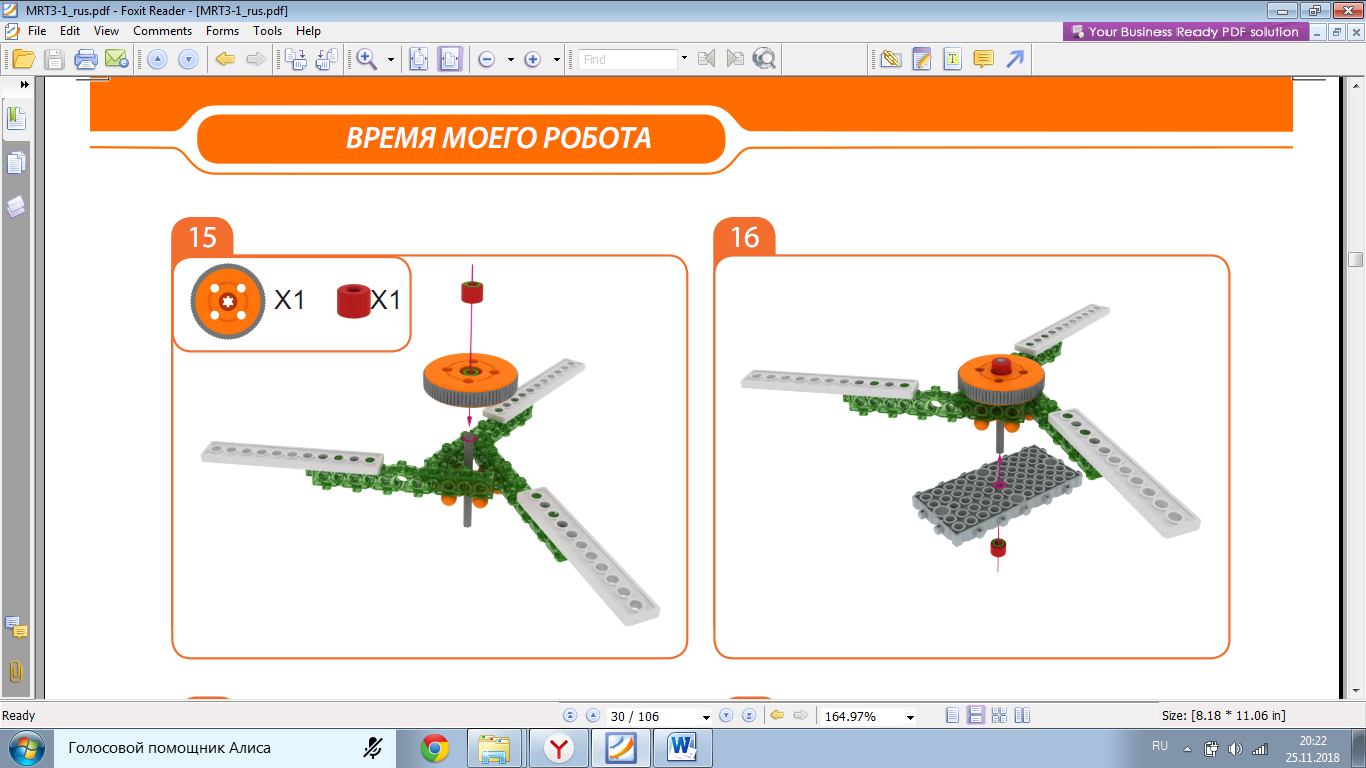 MRT3-1_rus.pdf - Foxit Reader - [MRT3-1_rus.pdf]
File Edit View Comments Forms Tools Help
Your Business Ready PDF solution
Find
ВРЕМЯ МОЕГО РОБОТА
15
X1 X1
16
Ready
30 / 106
164.97%
Size: [8.18 * 11.06 in]
Голосовой помощник Алиса
RU
20:22
25.11.2018